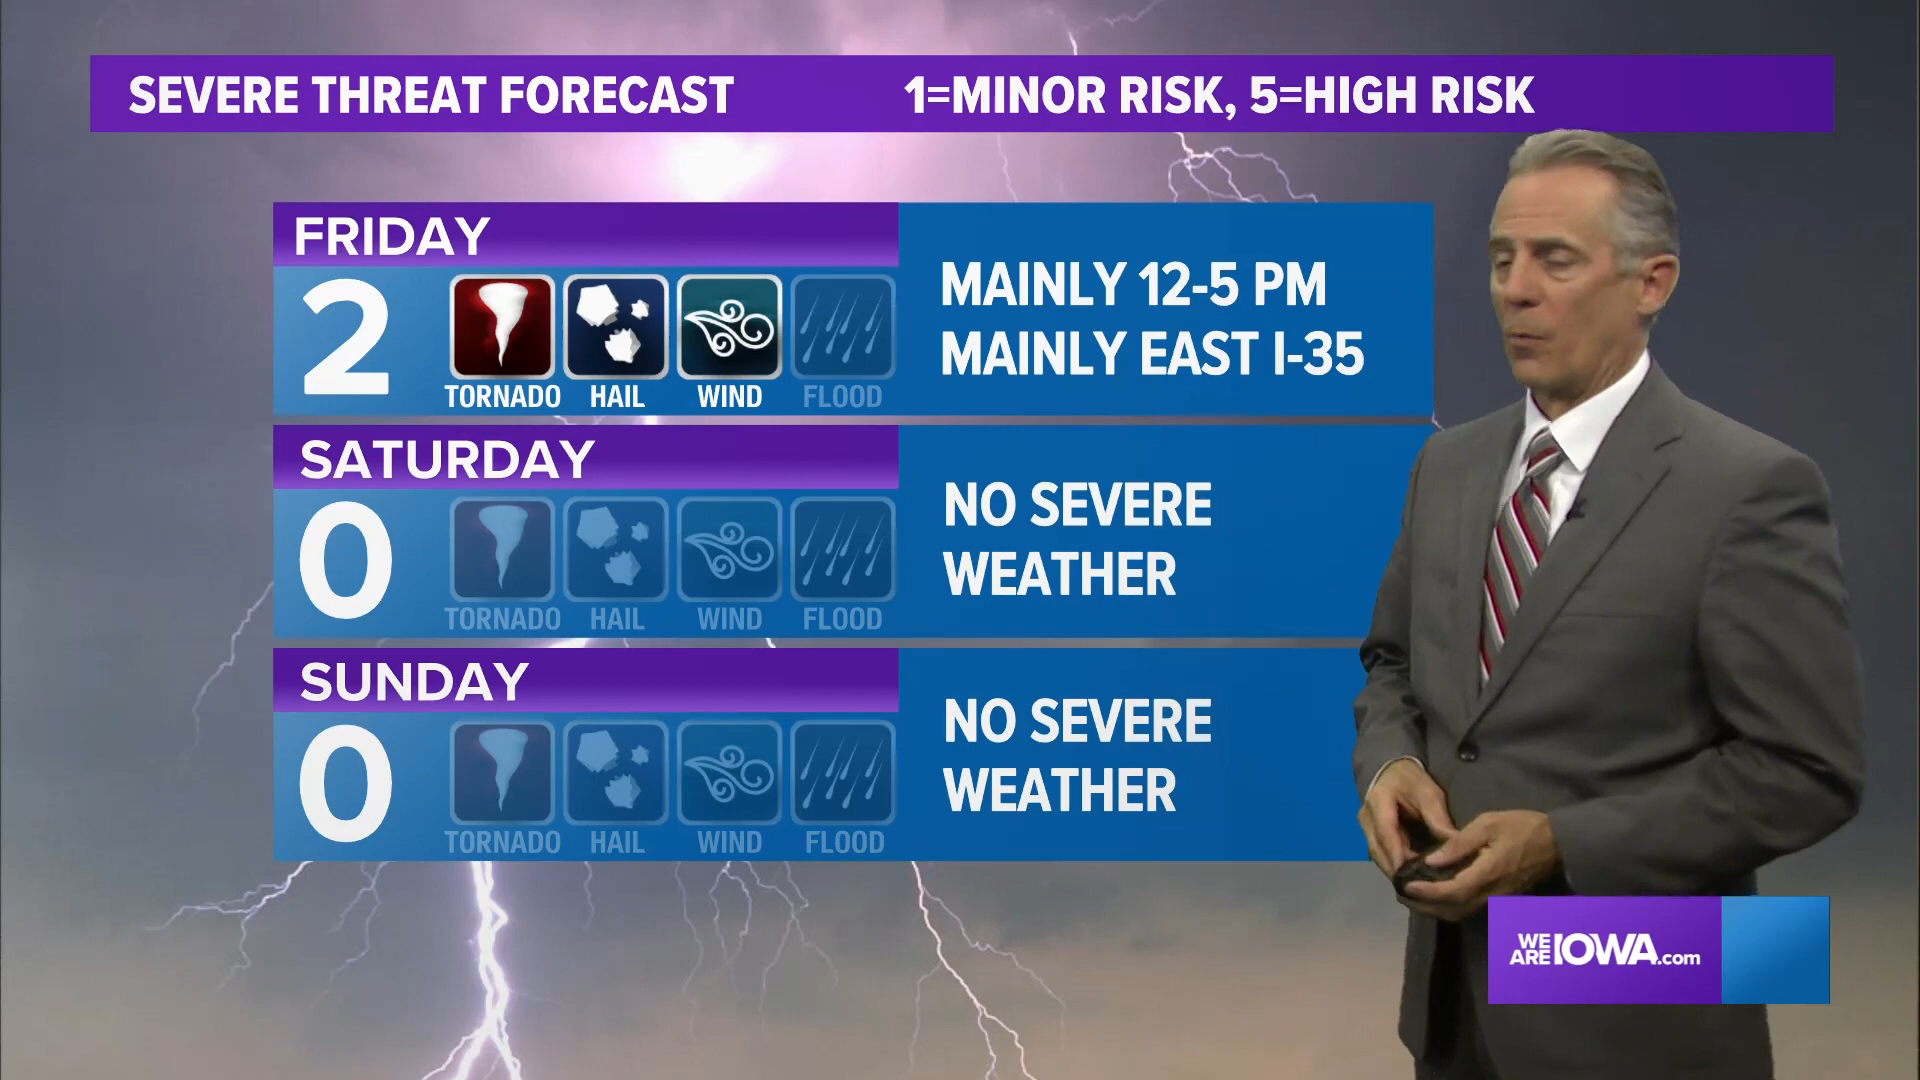 SEVERE THREAT FORECAST 1=MINOR RISK, 5=HIGH RISK
FRIDAY
2
TORNADO HAIL WIND FLOOD
MAINLY 12-5 PM
MAINLY EAST I-35
SATURDAY
0
TORNADO HAIL WIND FLOOD
NO SEVERE
WEATHER
SUNDAY
0
TORNADO HAIL WIND FLOOD
NO SEVERE
WEATHER
WE ARE IOWA.com